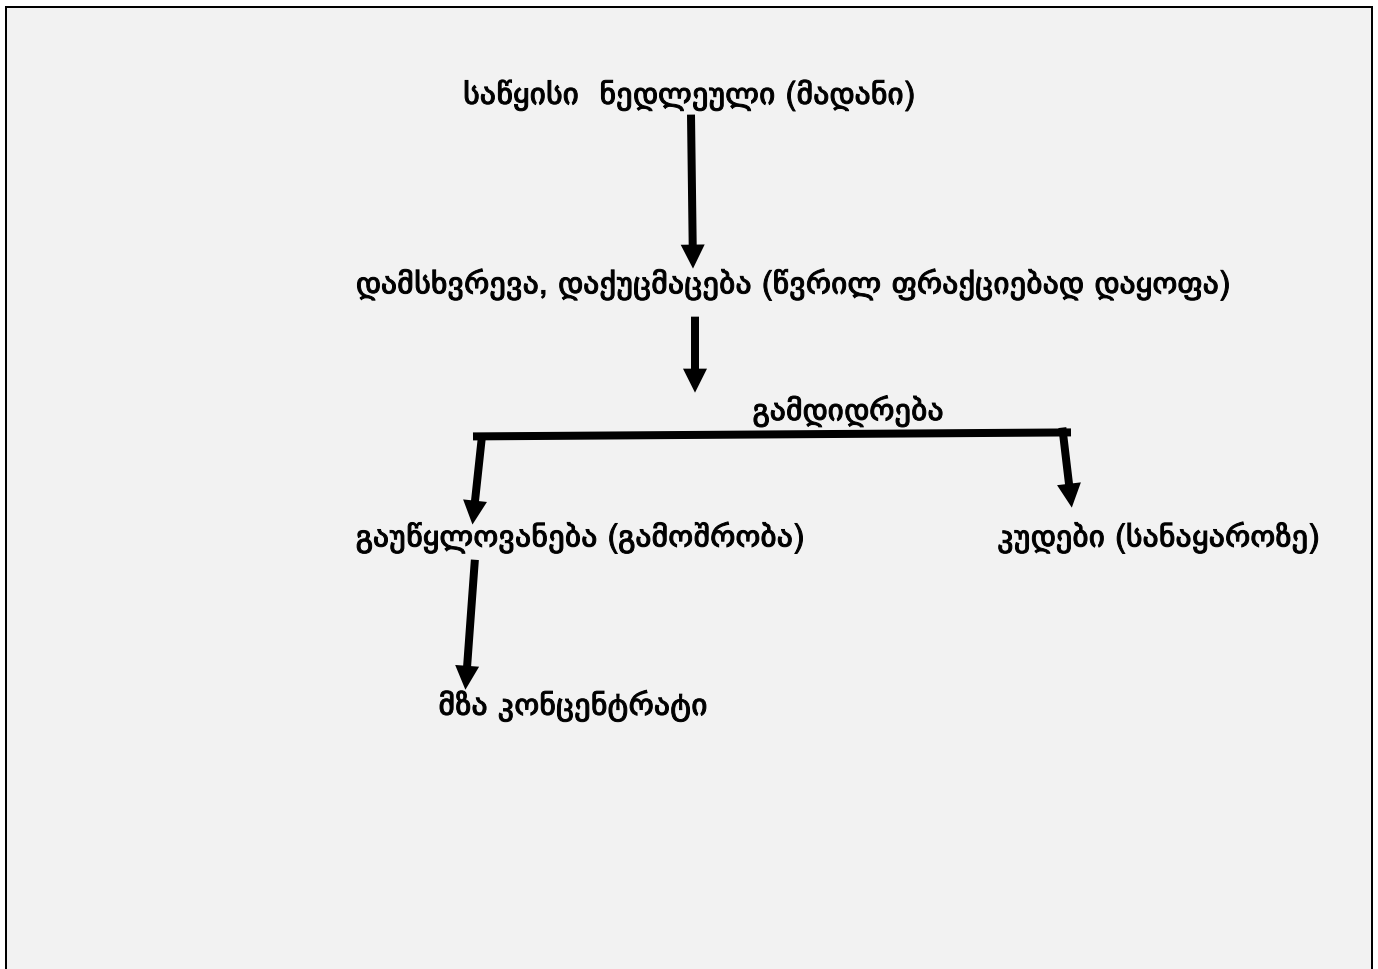 საწყისი ნედლეული (მადანი)
დამსხვრევა, დაქუცმაცება (წვრილ ფრაქციებად დაყოფა)
გამდიდრება
გაუწყლოვანება (გამოშრობა)
კუდები (სანაყაროზე)
მზა კონცენტრატი